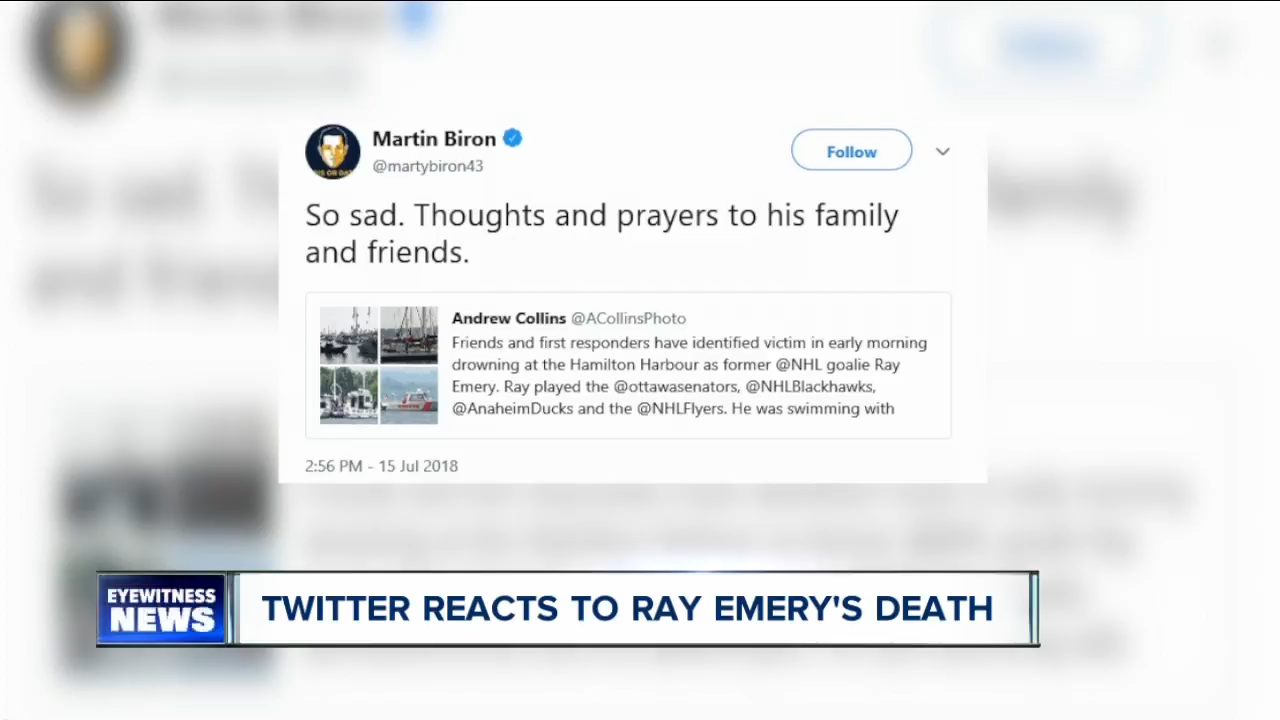 Martin Biron
@martybiron43
Follow
So sad. Thoughts and prayers to his family
and friends.
Andrew Collins @ACollinsPhoto
Friends and first responders have identified victim in early morning
drowning at the Hamilton Harbour as former @NHL goalie Ray
Emery. Ray played the @ottawasenators, @NHLBlackhawks,
@AnaheimDucks and the @NHLFlyers. He was swimming with
2:56 PM - 15 Jul 2018
EYEWITNESS
NEWS
TWITTER REACTS TO RAY EMERY'S DEATH